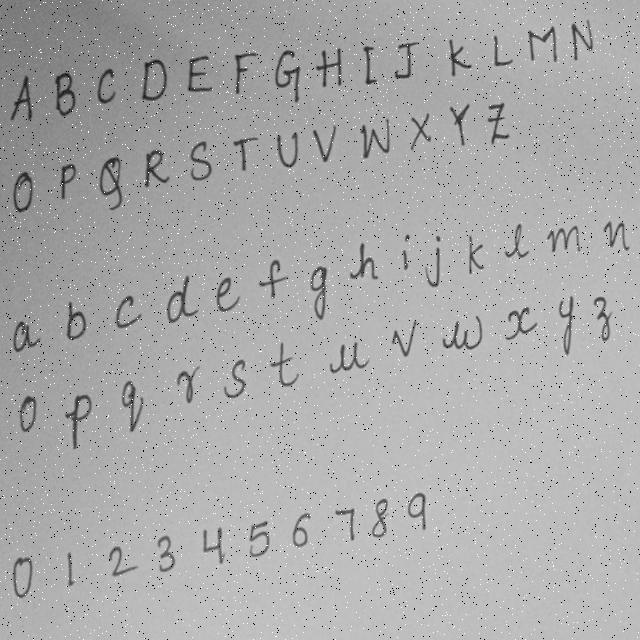 A B C D E F G H I J K L M N
O P Q R S T U V W X Y Z
a b c d e f g h i j k l m n
o p q r s t u v w x y z
0 1 2 3 4 5 6 7 8 9